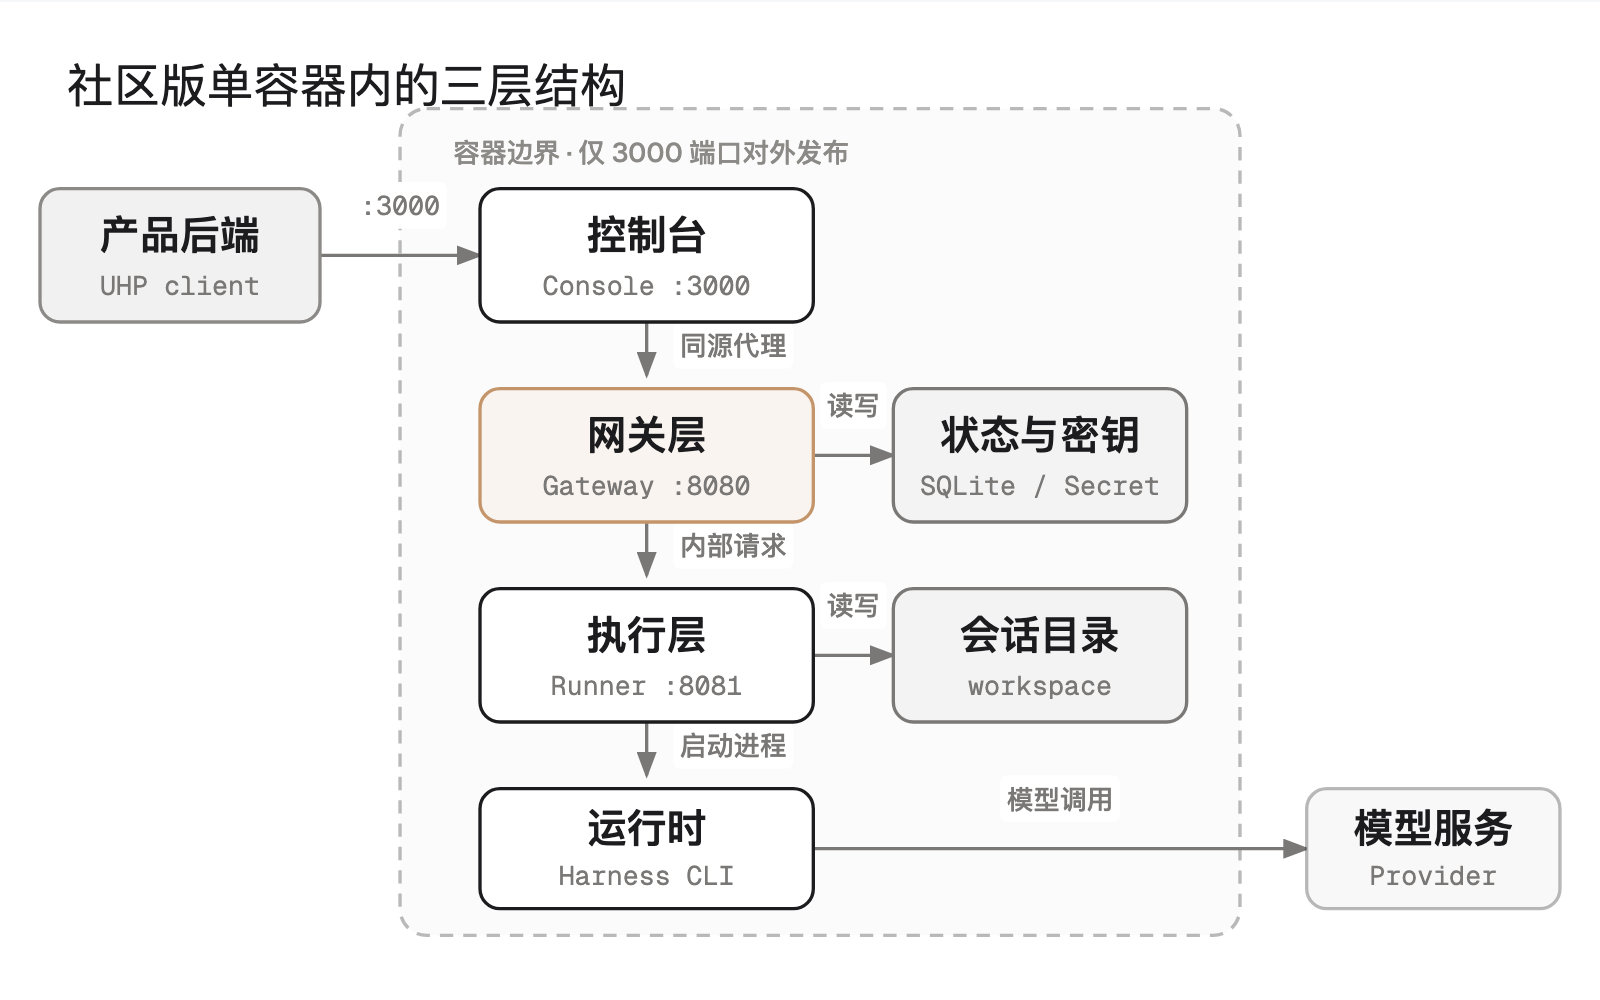 社区版单容器内的三层结构
容器边界 · 仅 3000 端口对外发布
产品后端
UHP client
:3000
控制台
Console :3000
同源代理
网关层
Gateway :8080
读写
状态与密钥
SQLite / Secret
内部请求
执行层
Runner :8081
读写
会话目录
workspace
启动进程
运行时
Harness CLI
模型调用
模型服务
Provider